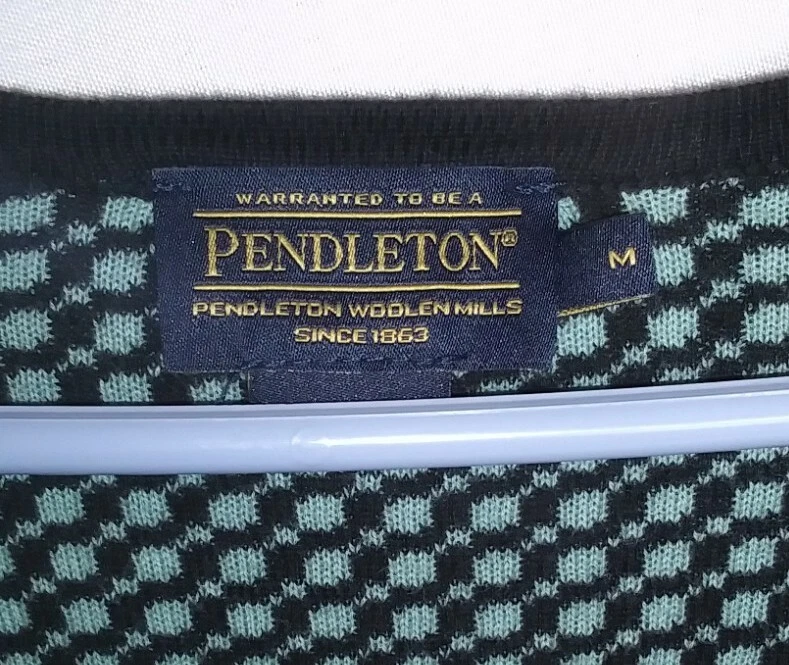 WARRANTED TO BE A
PENDLETON®
PENDLETON WOOLEN MILLS
SINCE 1863
M